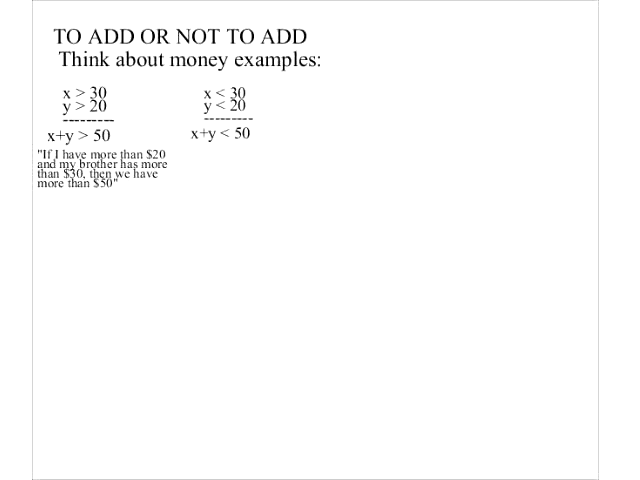 TO ADD OR NOT TO ADD
Think about money examples:
x > 30
y > 20
---------
x+y > 50
"If I have more than $20
and my brother has more
than $30, then we have
more than $50"
x < 30
y < 20
---------
x+y < 50